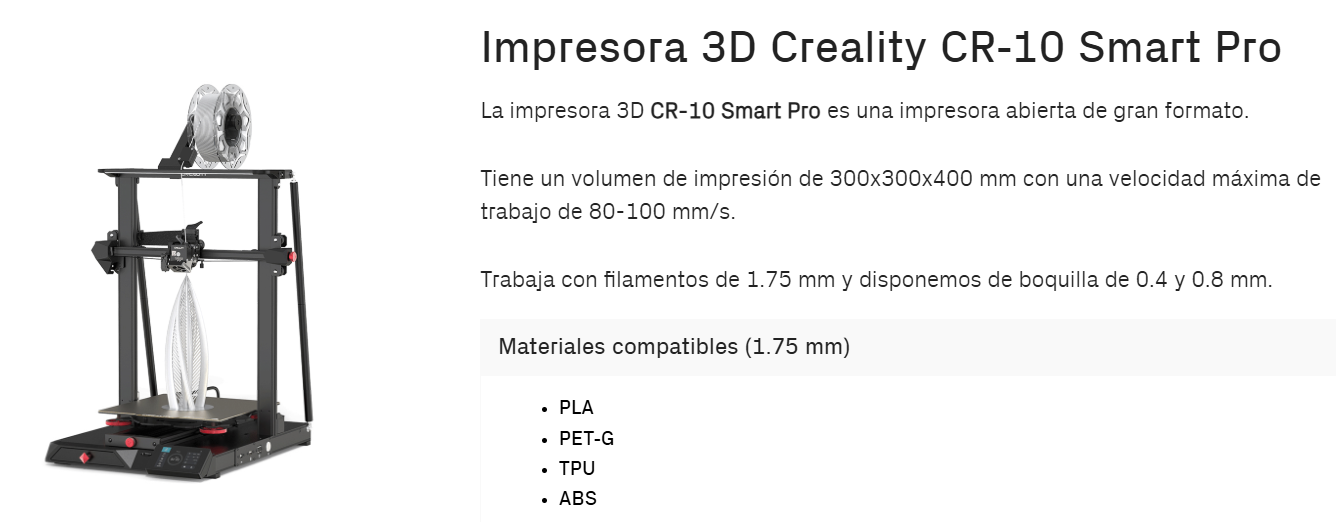 Impresora 3D Creality CR-10 Smart Pro
La impresora 3D CR-10 Smart Pro es una impresora abierta de gran formato.
Tiene un volumen de impresión de 300x300x400 mm con una velocidad máxima de
trabajo de 80-100 mm/s.
Trabaja con filamentos de 1.75 mm y disponemos de boquilla de 0.4 y 0.8 mm.
Materiales compatibles (1.75 mm)
• PLA
• PET-G
• TPU
• ABS